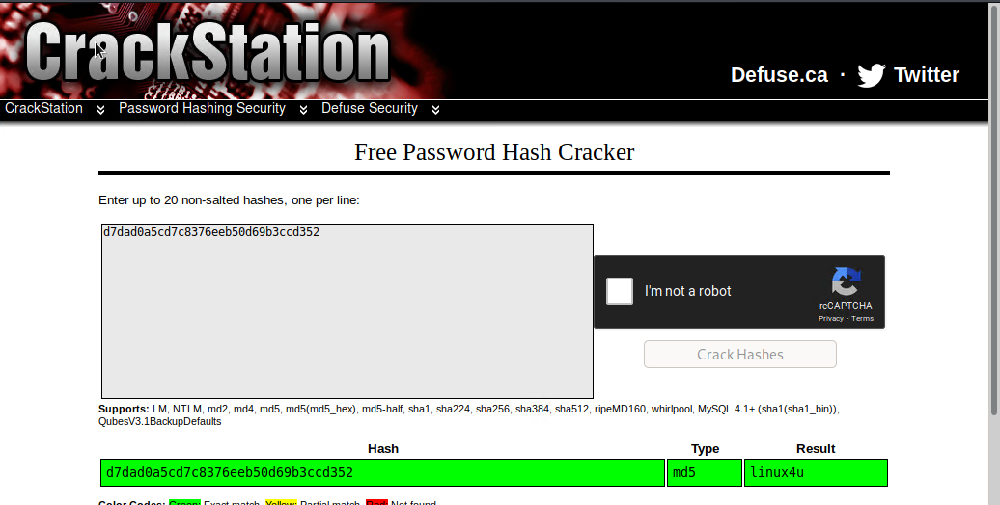 CrackStation
Defuse.ca · Twitter
CrackStation Password Hashing Security Defuse Security
Free Password Hash Cracker
Enter up to 20 non-salted hashes, one per line:
d7dad0a5cd7c8376eeb50d69b3ccd352
I'm not a robot
reCAPTCHA
Privacy - Terms
Crack Hashes
Supports: LM, NTLM, md2, md4, md5, md5(md5_hex), md5-half, sha1, sha224, sha256, sha384, sha512, ripeMD160, whirlpool, MySQL 4.1+ (sha1(sha1_bin)),
QubesV3.1BackupDefaults
Hash Type Result
d7dad0a5cd7c8376eeb50d69b3ccd352 md5 linux4u
Color Codes: Green: Exact match, Yellow: Partial match, Red: Not found.